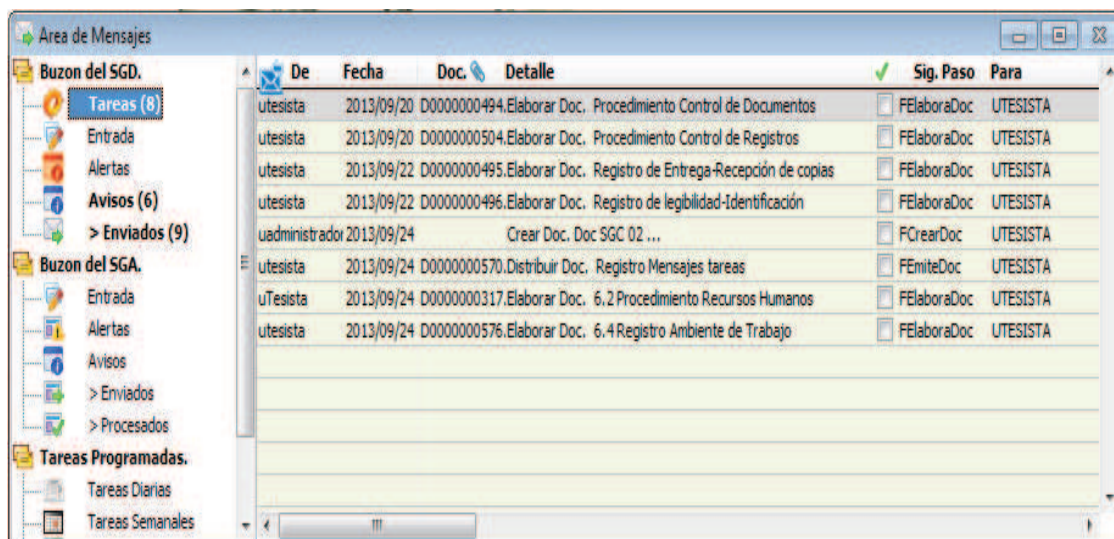 Area de Mensajes
Buzon del SGD.
Tareas (8)
Entrada
Alertas
Avisos (6)
> Enviados (9)
Buzon del SGA.
Entrada
Alertas
Avisos
> Enviados
> Procesados
Tareas Programadas.
Tareas Diarias
Tareas Semanales
De Fecha Doc. Detalle Sig. Paso Para
utesista 2013/09/20 D0000000494. Elaborar Doc. Procedimiento Control de Documentos FElaboraDoc UTESISTA
utesista 2013/09/20 D0000000504. Elaborar Doc. Procedimiento Control de Registros FElaboraDoc UTESISTA
utesista 2013/09/22 D0000000495. Elaborar Doc. Registro de Entrega-Recepción de copias FElaboraDoc UTESISTA
utesista 2013/09/22 D0000000496. Elaborar Doc. Registro de legibilidad-Identificación FElaboraDoc UTESISTA
uadministrador 2013/09/24 Crear Doc. Doc SGC 02 ... FCrearDoc UTESISTA
utesista 2013/09/24 D0000000570. Distribuir Doc. Registro Mensajes tareas FEmiteDoc UTESISTA
uTesista 2013/09/24 D0000000317. Elaborar Doc. 6.2 Procedimiento Recursos Humanos FElaboraDoc UTESISTA
utesista 2013/09/24 D0000000576. Elaborar Doc. 6.4 Registro Ambiente de Trabajo FElaboraDoc UTESISTA